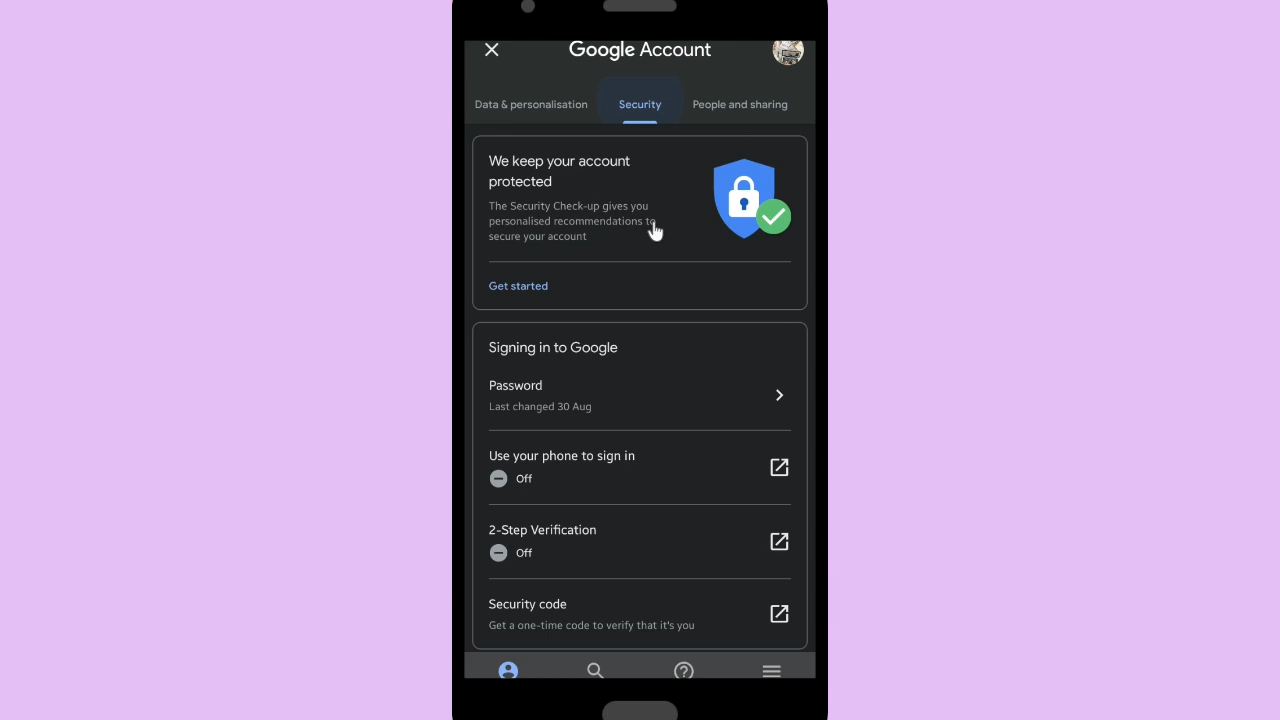 Google Account
Data & personalisation Security People and sharing
We keep your account
protected
The Security Check-up gives you
personalised recommendations to
secure your account
Get started
Signing in to Google
Password
Last changed 30 Aug
Use your phone to sign in
Off
2-Step Verification
Off
Security code
Get a one-time code to verify that it's you